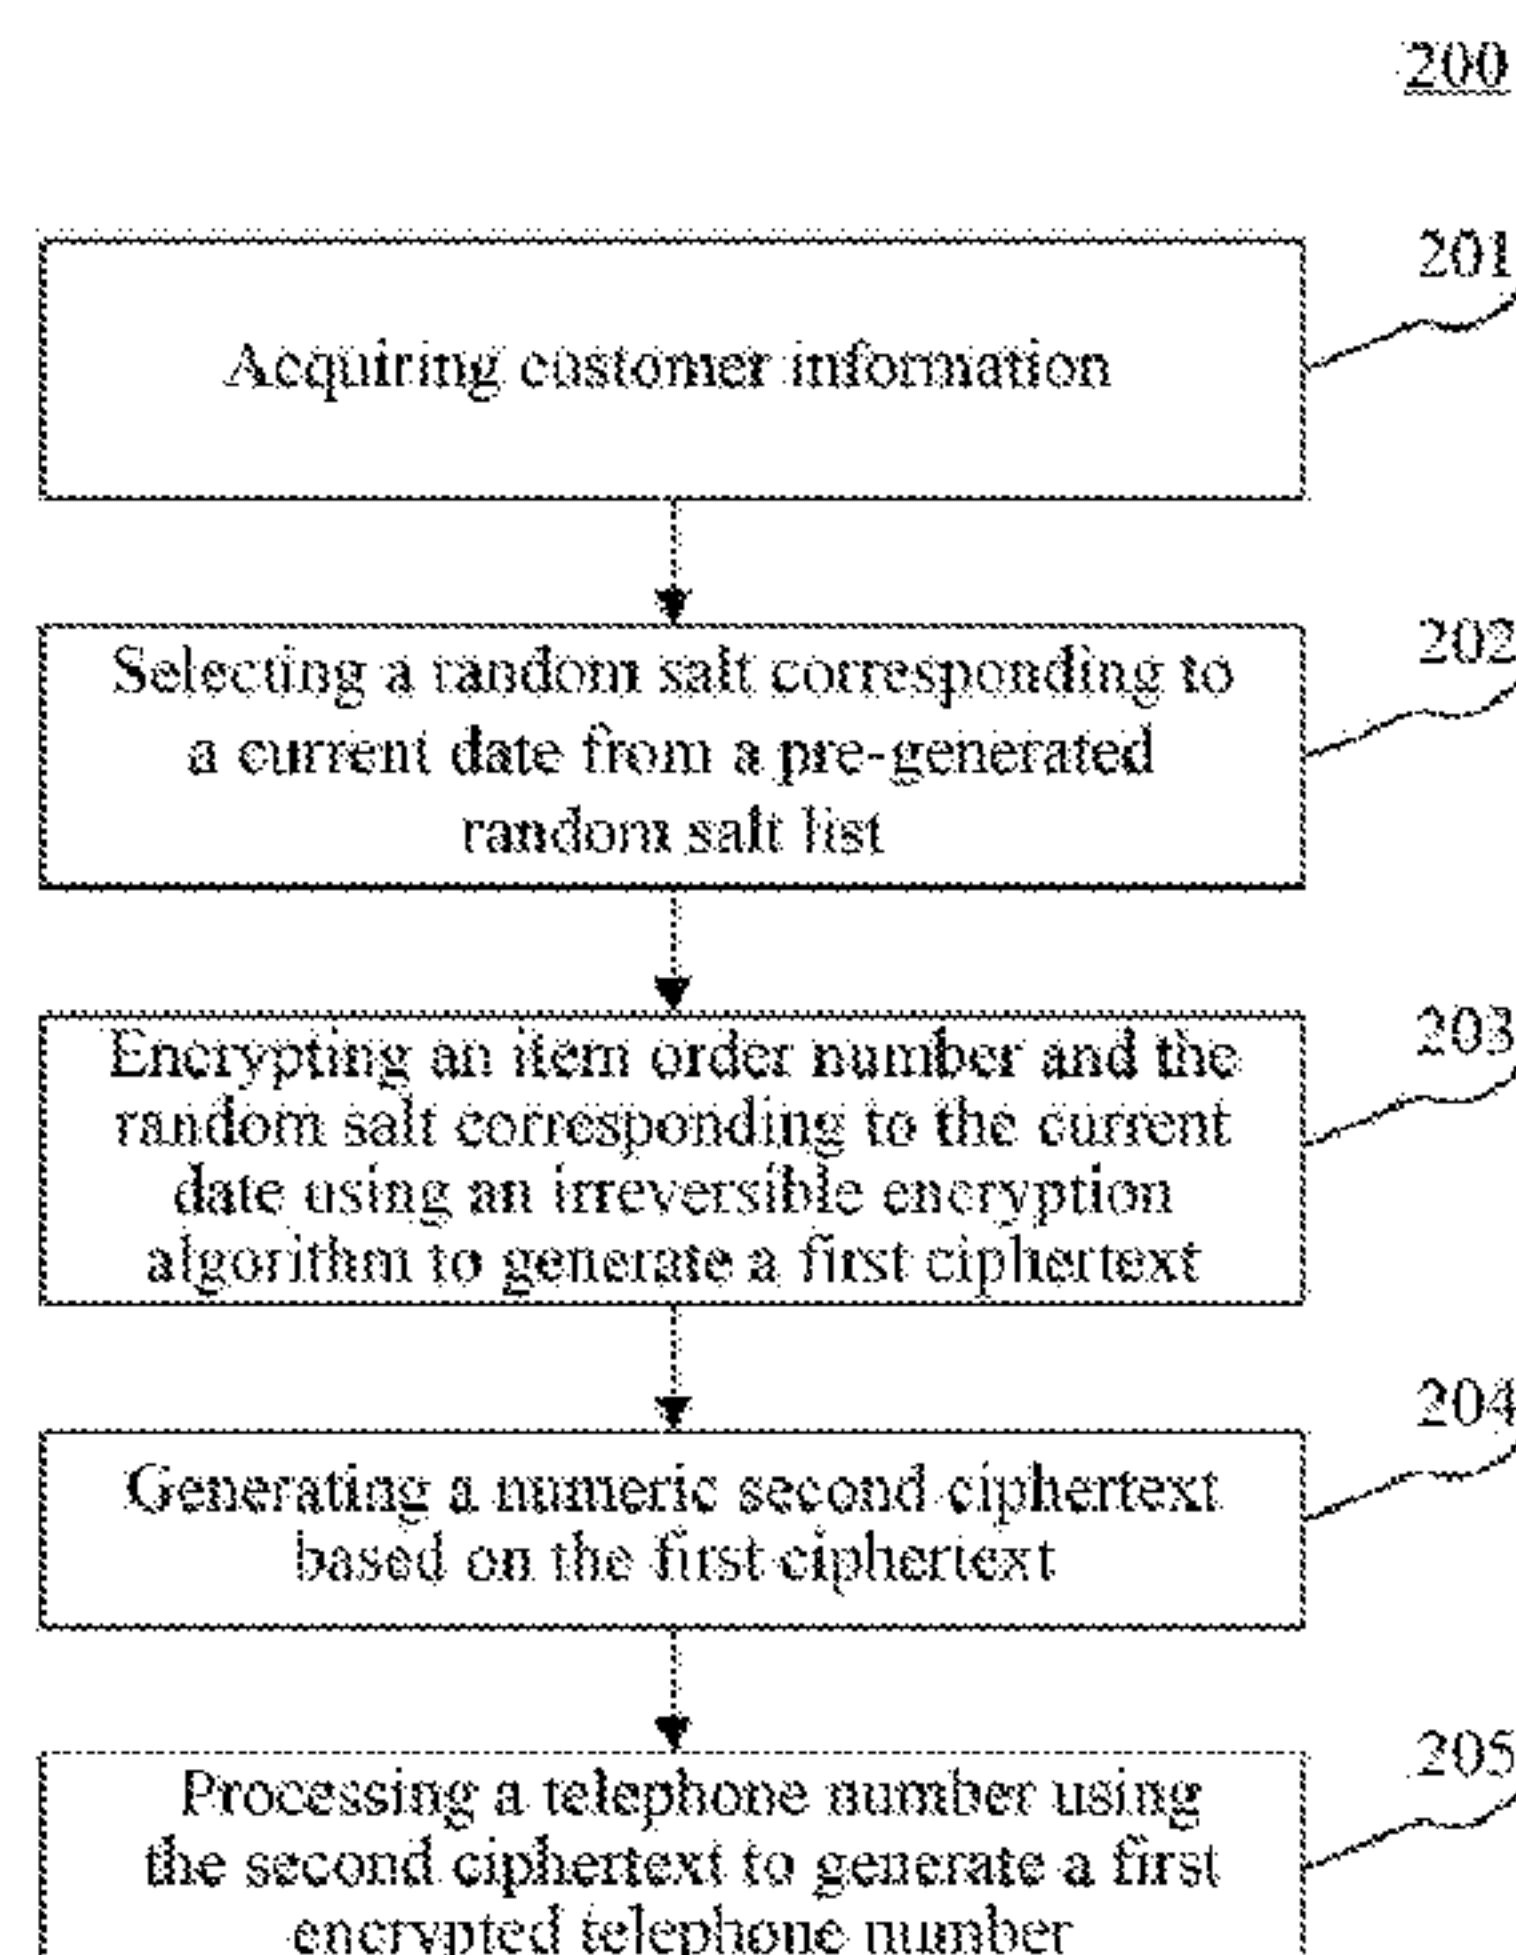 200
201
Acquiring customer information
202
Selecting a random salt corresponding to
a current date from a pre-generated
random salt list
203
Encrypting an item order number and the
random salt corresponding to the current
date using an irreversible encryption
algorithm to generate a first ciphertext
204
Generating a numeric second ciphertext
based on the first ciphertext
205
Processing a telephone number using
the second ciphertext to generate a first
encrypted telephone number